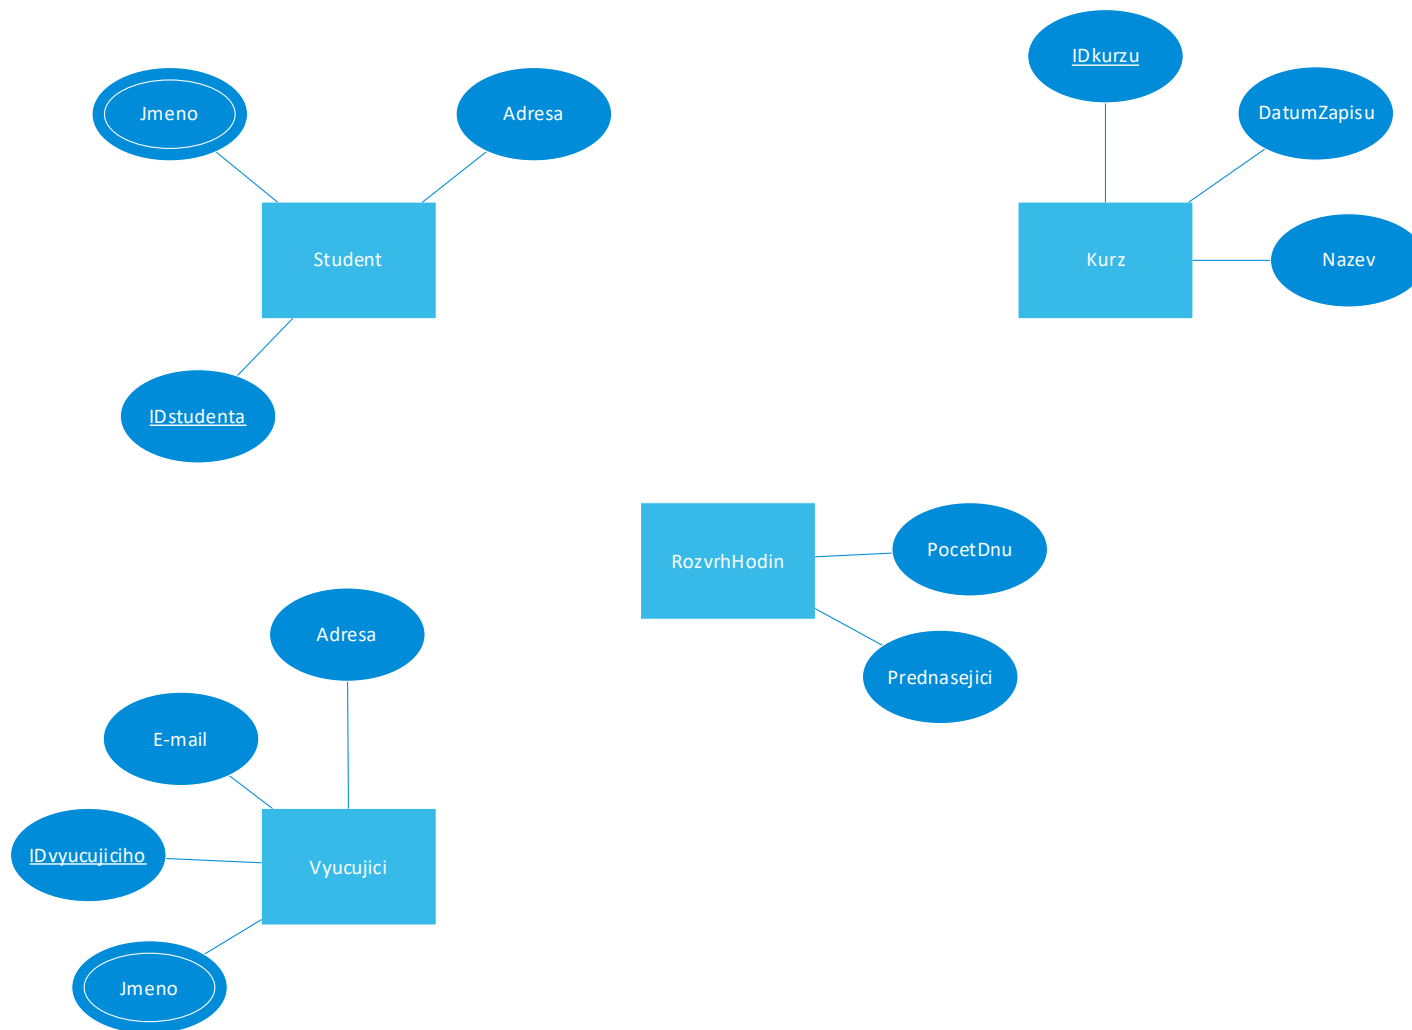 IDkurzu
Jmeno
Adresa
DatumZapisu
Student
Kurz
Nazev
IDstudenta
PocetDnu
RozvrhHodin
Adresa
Prednasejici
E-mail
IDvyucujiciho
Vyucujici
Jmeno